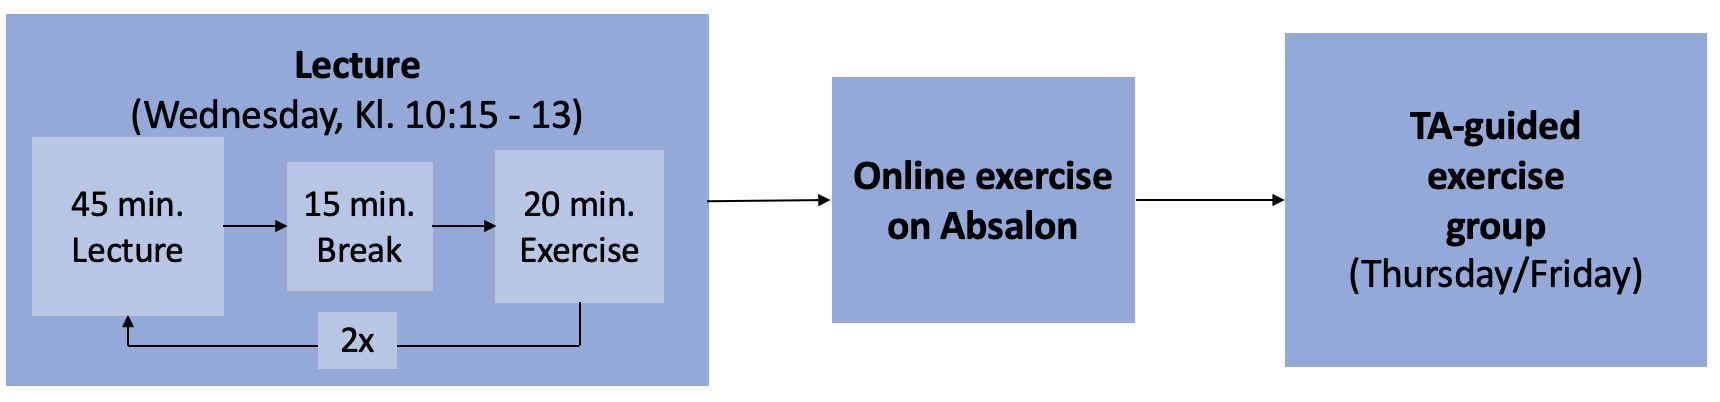 Lecture
(Wednesday, Kl. 10:15 - 13)
45 min.
Lecture
15 min.
Break
20 min.
Exercise
2x
Online exercise
on Absalon
TA-guided
exercise
group
(Thursday/Friday)